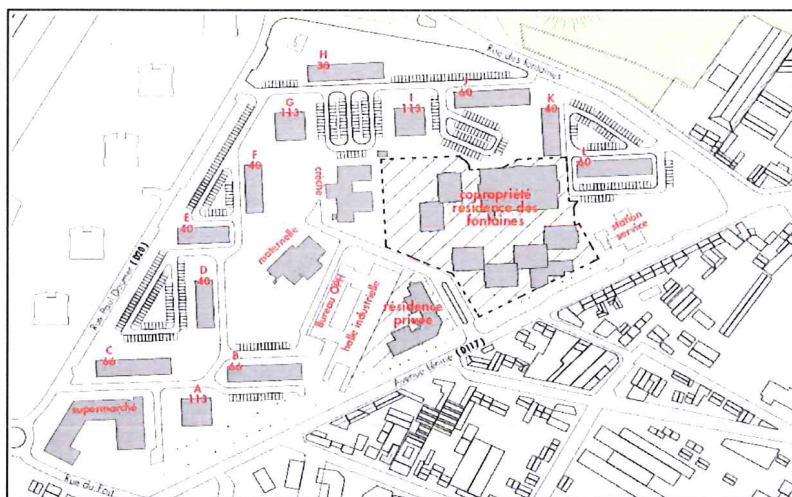 H
30
Rue des fontaines
J
60
G
113
I
113
K
40
F
40
crèche
L
60
copropriété
résidence des
fontaines
E
40
maternelle
station
service
Rue Paul Doumer (D20)
D
40
Bureau OPH
halle industrielle
résidence
privée
C
66
B
66
Avenue Lénine (D117)
A
113
supermarché
Rue du Fort